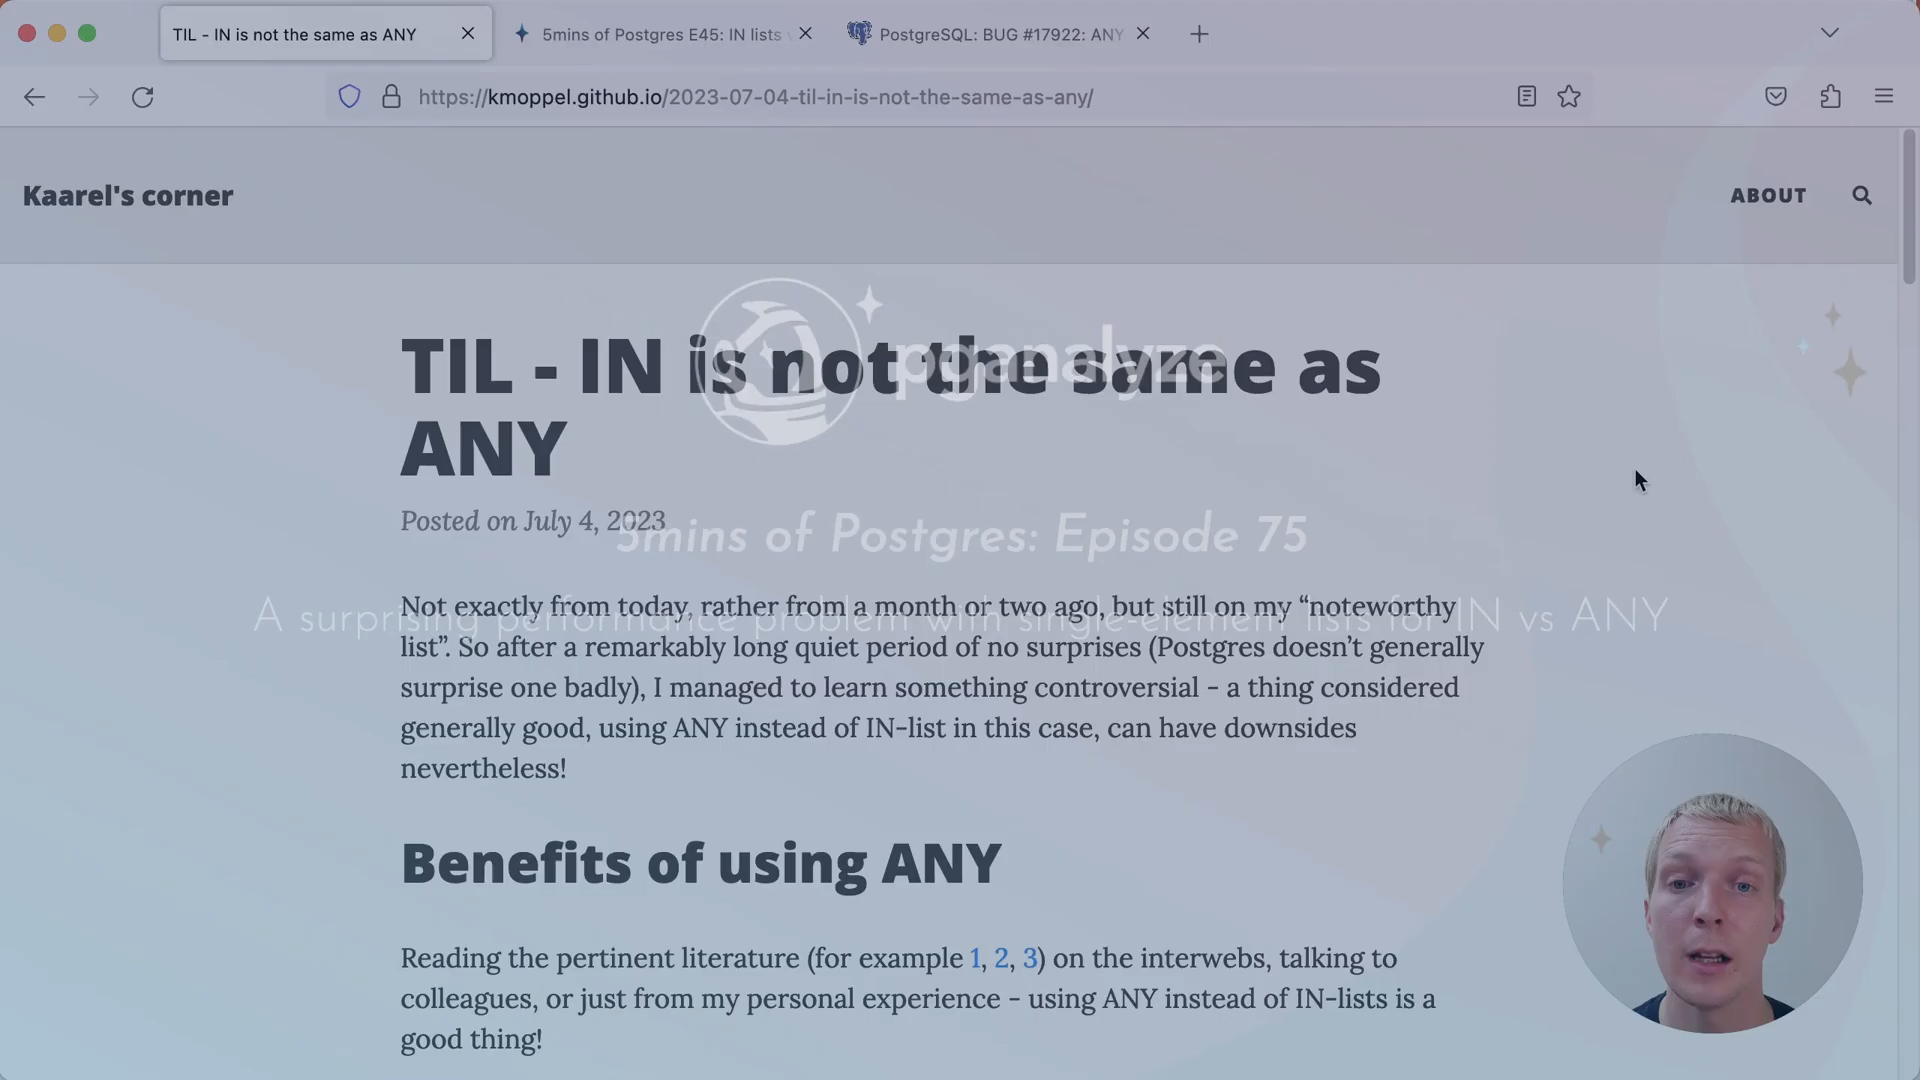 TIL - IN is not the same as ANY
5mins of Postgres E45: IN lists v
PostgreSQL: BUG #17922: ANY
https://kmoppel.github.io/2023-07-04-til-in-is-not-the-same-as-any/
Kaarel's corner
ABOUT
TIL - IN is not the same as
ANY
pganalyze
Posted on July 4, 2023
5mins of Postgres: Episode 75
A surprising performance problem with single-element lists for IN vs ANY
Not exactly from today, rather from a month or two ago, but still on my “noteworthy
list”. So after a remarkably long quiet period of no surprises (Postgres doesn’t generally
surprise one badly), I managed to learn something controversial - a thing considered
generally good, using ANY instead of IN-list in this case, can have downsides
nevertheless!
Benefits of using ANY
Reading the pertinent literature (for example 1, 2, 3) on the interwebs, talking to
colleagues, or just from my personal experience - using ANY instead of IN-lists is a
good thing!